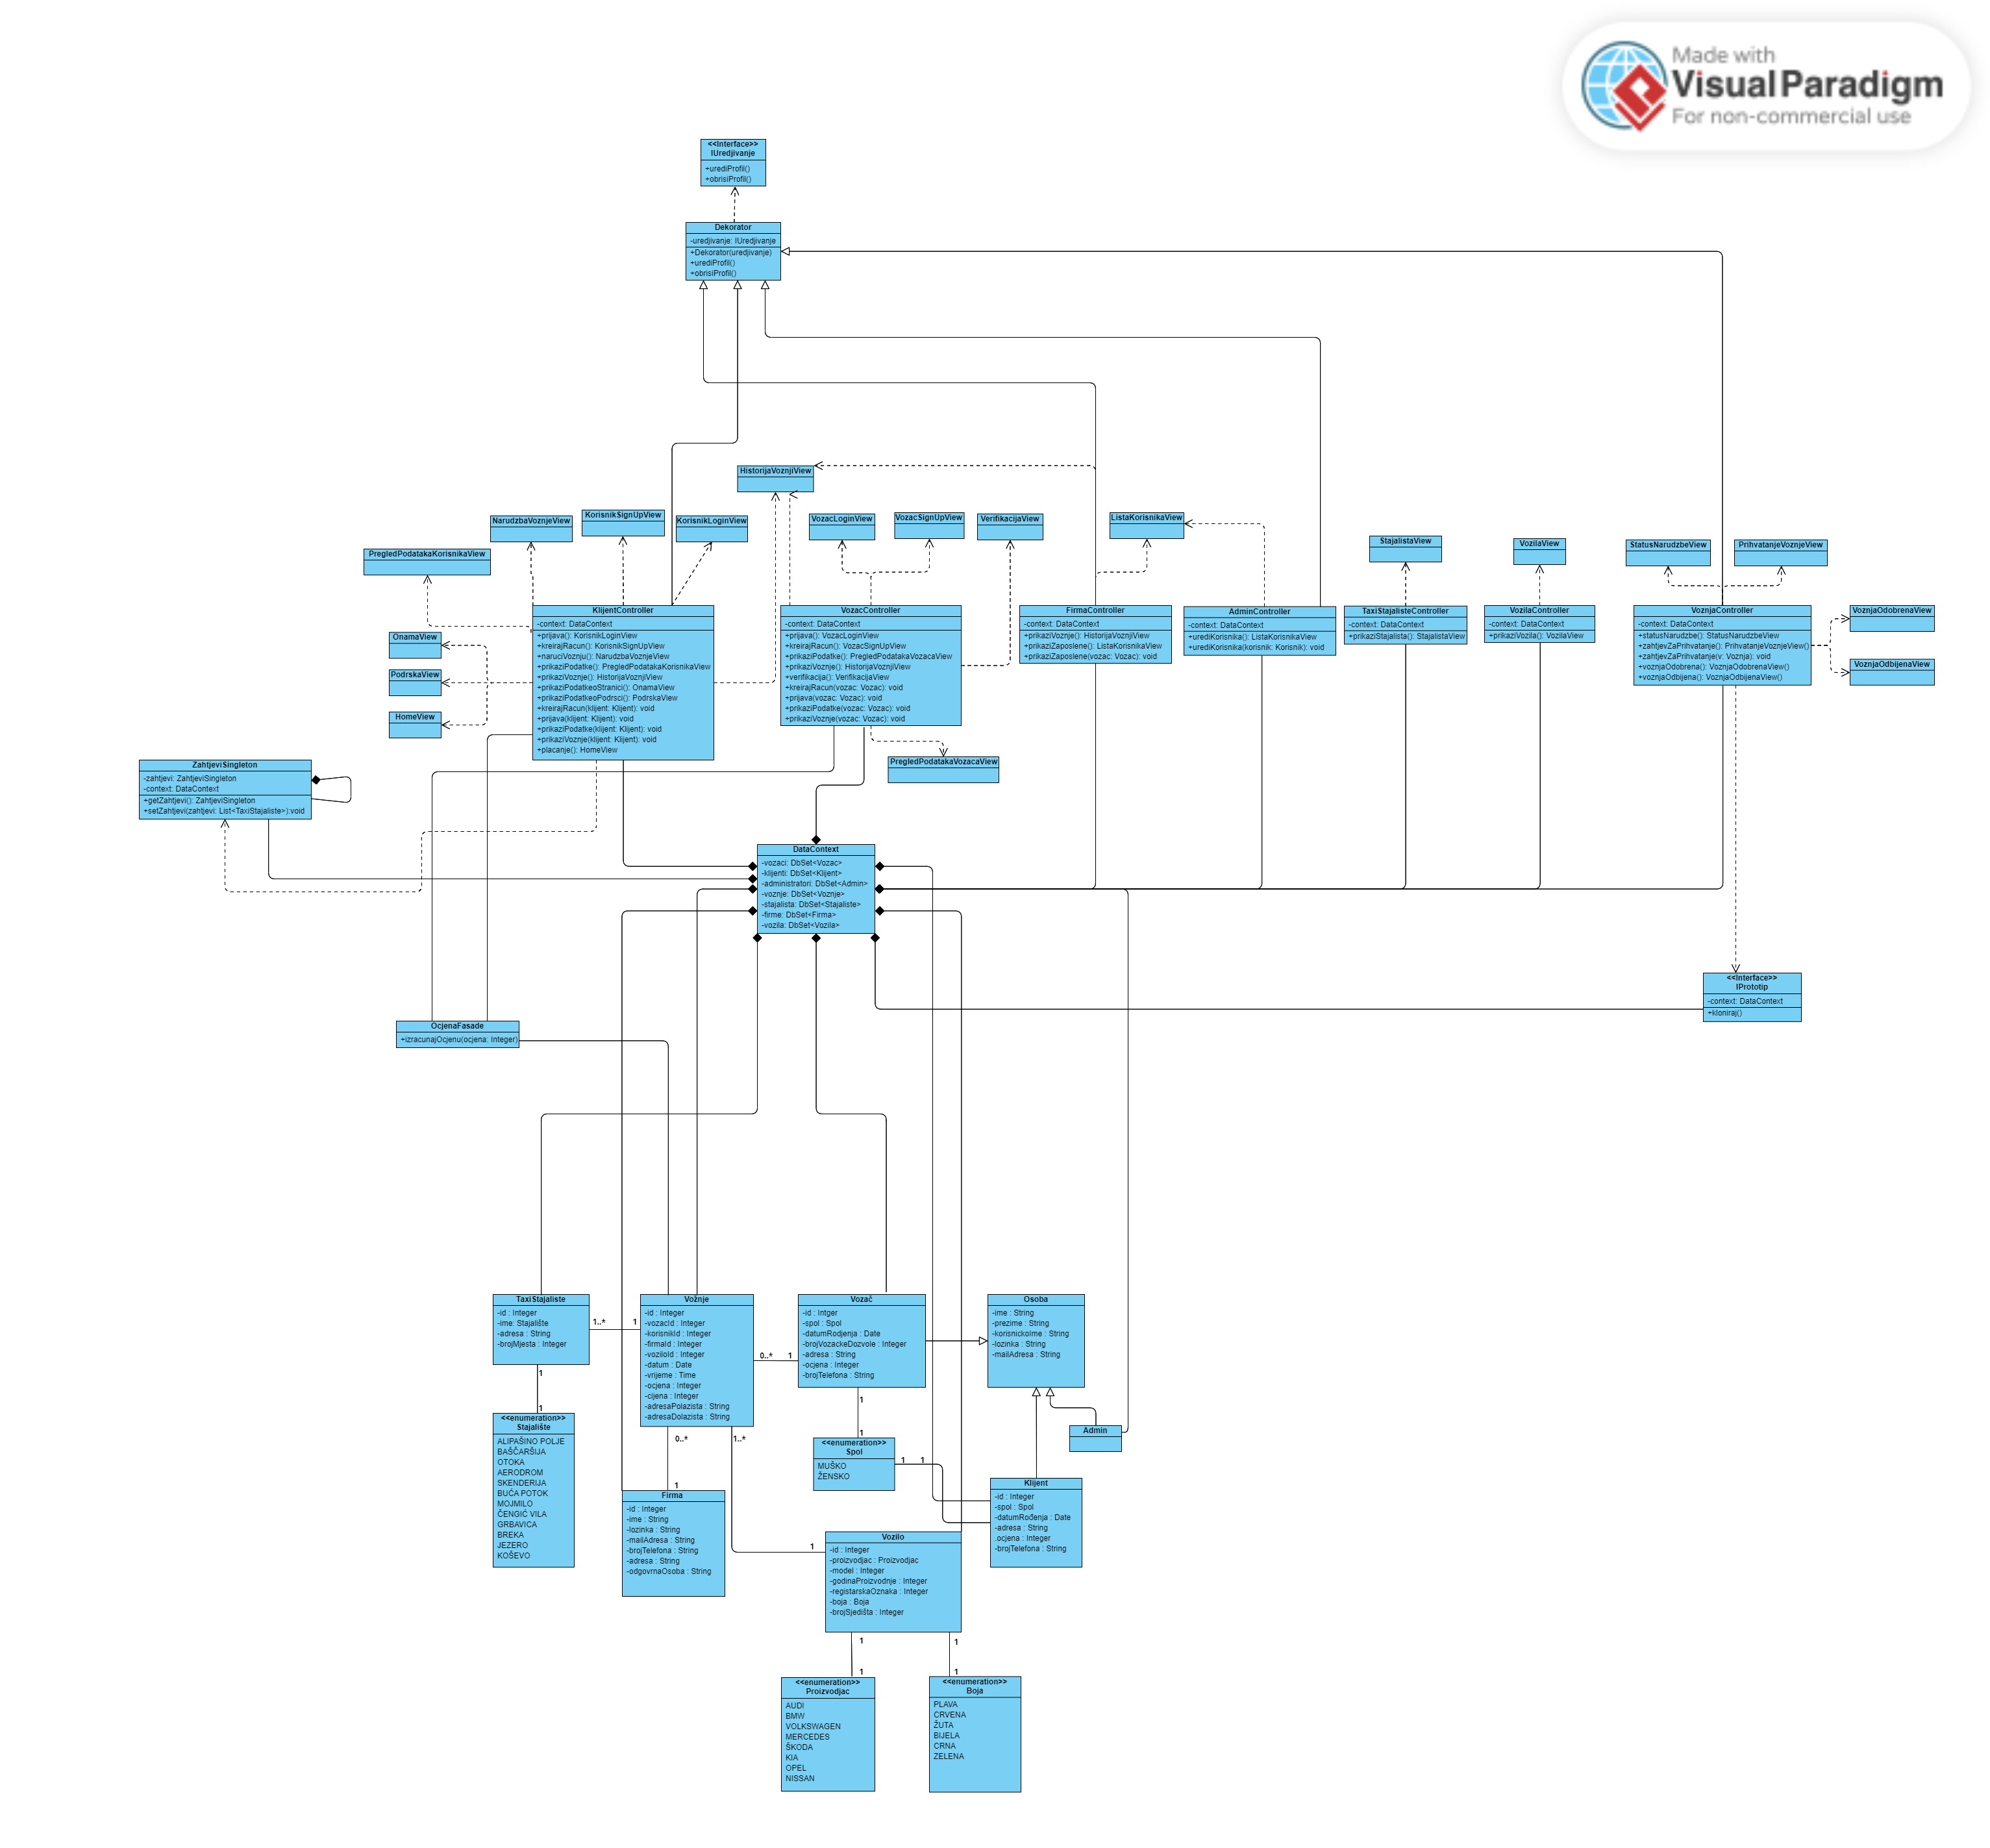 Made with
Visual Paradigm
For non-commercial use
<<Interface>>
IUredjivanje
+urediProfil()
+obrisiProfil()
Dekorator
-uredjivanje: IUredjivanje
+Dekorator(uredjivanje)
+urediProfil()
+obrisiProfil()
HistorijaVoznjiView
NarudzbaVoznjeView
KorisnikSignUpView
KorisnikLoginView
VozacLoginView
VozacSignUpView
VerifikacijaView
ListaKorisnikaView
StajalistaView
VozilaView
StatusNarudzbeView
PrihvatanjeVoznjeView
PregledPodatakaKorisnikaView
OnamaView
PodrskaView
HomeView
KlijentController
-context: DataContext
+prijava(): KorisnikLoginView
+kreirajRacun(): KorisnikSignUpView
+naruciVoznju(): NarudzbaVoznjeView
+prikaziPodatke(): PregledPodatakaKorisnikaView
+prikaziVoznje(): HistorijaVoznjiView
+prikaziPodatkeoStranici(): OnamaView
+prikaziPodatkeoPodrsci(): PodrskaView
+kreirajRacun(klijent: Klijent): void
+prijava(klijent: Klijent): void
+prikaziPodatke(klijent: Klijent): void
+prikaziVoznje(klijent: Klijent): void
+placanje(): HomeView
VozacController
-context: DataContext
+prijava(): VozacLoginView
+kreirajRacun(): VozacSignUpView
+prikaziPodatke(): PregledPodatakaVozacaView
+prikaziVoznje(): HistorijaVoznjiView
+verifikacija(): VerifikacijaView
+kreirajRacun(vozac: Vozac): void
+prijava(vozac: Vozac): void
+prikaziPodatke(vozac: Vozac): void
+prikaziVoznje(vozac: Vozac): void
FirmaController
-context: DataContext
+prikaziVoznje(): HistorijaVoznjiView
+prikaziZaposlene(): ListaKorisnikaView
+prikaziZaposlene(vozac: Vozac): void
AdminController
-context: DataContext
+urediKorisnika(): ListaKorisnikaView
+urediKorisnika(korisnik: Korisnik): void
TaxiStajalisteController
-context: DataContext
+prikaziStajalista(): StajalistaView
VozilaController
-context: DataContext
+prikaziVozila(): VozilaView
VoznjaController
-context: DataContext
+statusNarudzbe(): StatusNarudzbeView
+zahtjevZaPrihvatanje(): PrihvatanjeVoznjeView()
+zahtjevZaPrihvatanje(v: Voznja): void
+voznjaOdobrena(): VoznjaOdobrenaView()
+voznjaOdbijena(): VoznjaOdbijenaView()
VoznjaOdobrenaView
VoznjaOdbijenaView
PregledPodatakaVozacaView
ZahtjeviSingleton
-zahtjevi: ZahtjeviSingleton
-context: DataContext
+getZahtjevi(): ZahtjeviSingleton
+setZahtjevi(zahtjevi: List<TaxiStajaliste>):void
DataContext
-vozaci: DbSet<Vozac>
-klijenti: DbSet<Klijent>
-administratori: DbSet<Admin>
-voznje: DbSet<Voznje>
-stajalista: DbSet<Stajaliste>
-firme: DbSet<Firma>
-vozila: DbSet<Vozila>
<<Interface>>
IPrototip
-context: DataContext
+kloniraj()
OcjenaFasade
+izracunajOcjenu(ocjena: Integer)
TaxiStajaliste
-id : Integer
-ime: Stajalište
-adresa : String
-brojMjesta : Integer
1..*
1
Vožnje
-id : Integer
-vozacId : Integer
-korisnikId : Integer
-firmaId : Integer
-voziloId : Integer
-datum : Date
-vrijeme : Time
-ocjena : Integer
-cijena : Integer
-adresaPolazista : String
-adresaDolazista : String
0..*
1
Vozač
-id : Intger
-spol : Spol
-datumRodjenja : Date
-brojVozackeDozvole : Integer
-adresa : String
-ocjena : Integer
-brojTelefona : String
Osoba
-ime : String
-prezime : String
-korisnickoIme : String
-lozinka : String
-mailAdresa : String
1
1
<<enumeration>>
Stajalište
ALIPAŠINO POLJE
BAŠČARŠIJA
OTOKA
AERODROM
SKENDERIJA
BUĆA POTOK
MOJMILO
ČENGIĆ VILA
GRBAVICA
BREKA
JEZERO
KOŠEVO
0..*
1
1..*
1
1
1
<<enumeration>>
Spol
MUŠKO
ŽENSKO
1
1
Admin
Klijent
-id : Integer
-spol : Spol
-datumRođenja : Date
-adresa : String
.ocjena : Integer
-brojTelefona : String
Firma
-id : Integer
-ime : String
-lozinka : String
-mailAdresa : String
-brojTelefona : String
-adresa : String
-odgovrnaOsoba : String
Vozilo
-id : Integer
-proizvodjac : Proizvodjac
-model : Integer
-godinaProizvodnje : Integer
-registarskaOznaka : Integer
-boja : Boja
-brojSjedišta : Integer
1
1
1
1
<<enumeration>>
Proizvodjac
AUDI
BMW
VOLKSWAGEN
MERCEDES
ŠKODA
KIA
OPEL
NISSAN
<<enumeration>>
Boja
PLAVA
CRVENA
ŽUTA
BIJELA
CRNA
ZELENA